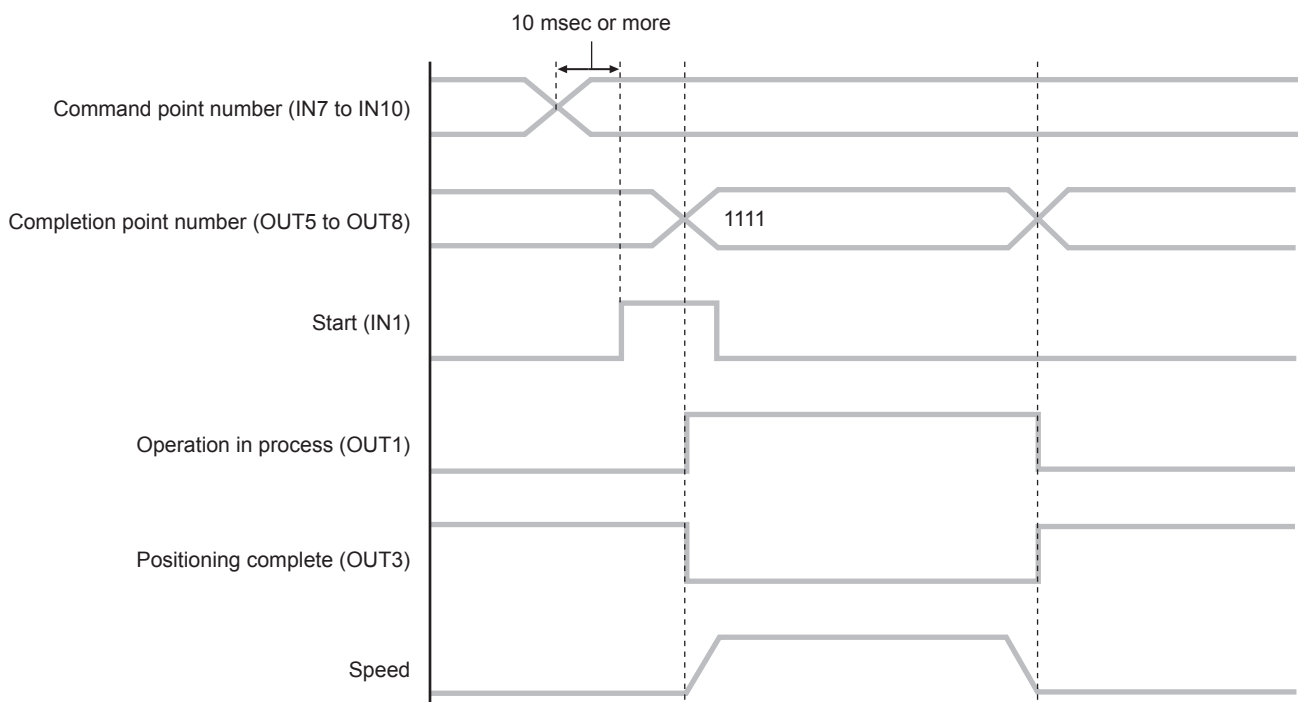 10 msec or more
Command point number (IN7 to IN10)
Completion point number (OUT5 to OUT8)
1111
Start (IN1)
Operation in process (OUT1)
Positioning complete (OUT3)
Speed